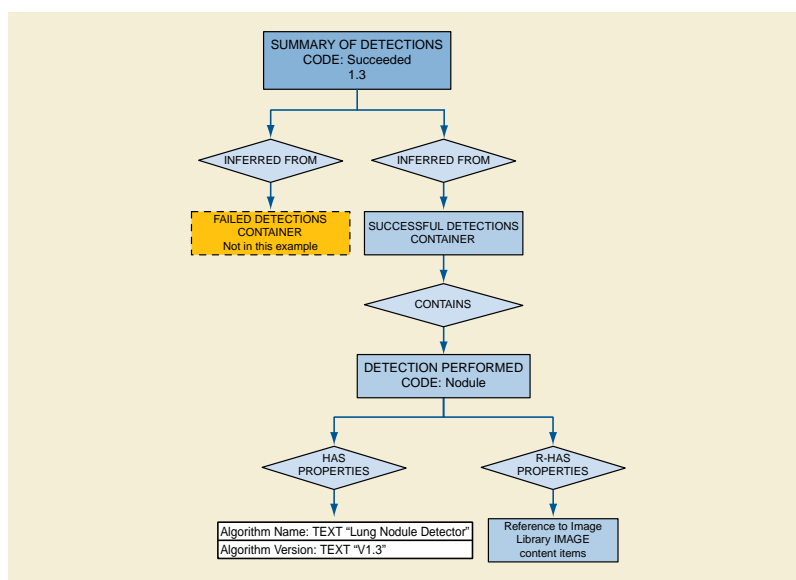 SUMMARY OF DETECTIONS
CODE: Succeeded
1.3
INFERRED FROM
INFERRED FROM
FAILED DETECTIONS
CONTAINER
Not in this example
SUCCESSFUL DETECTIONS
CONTAINER
CONTAINS
DETECTION PERFORMED
CODE: Nodule
HAS
PROPERTIES
R-HAS
PROPERTIES
Algorithm Name: TEXT “Lung Nodule Detector”
Algorithm Version: TEXT “V1.3”
Reference to Image
Library IMAGE
content items